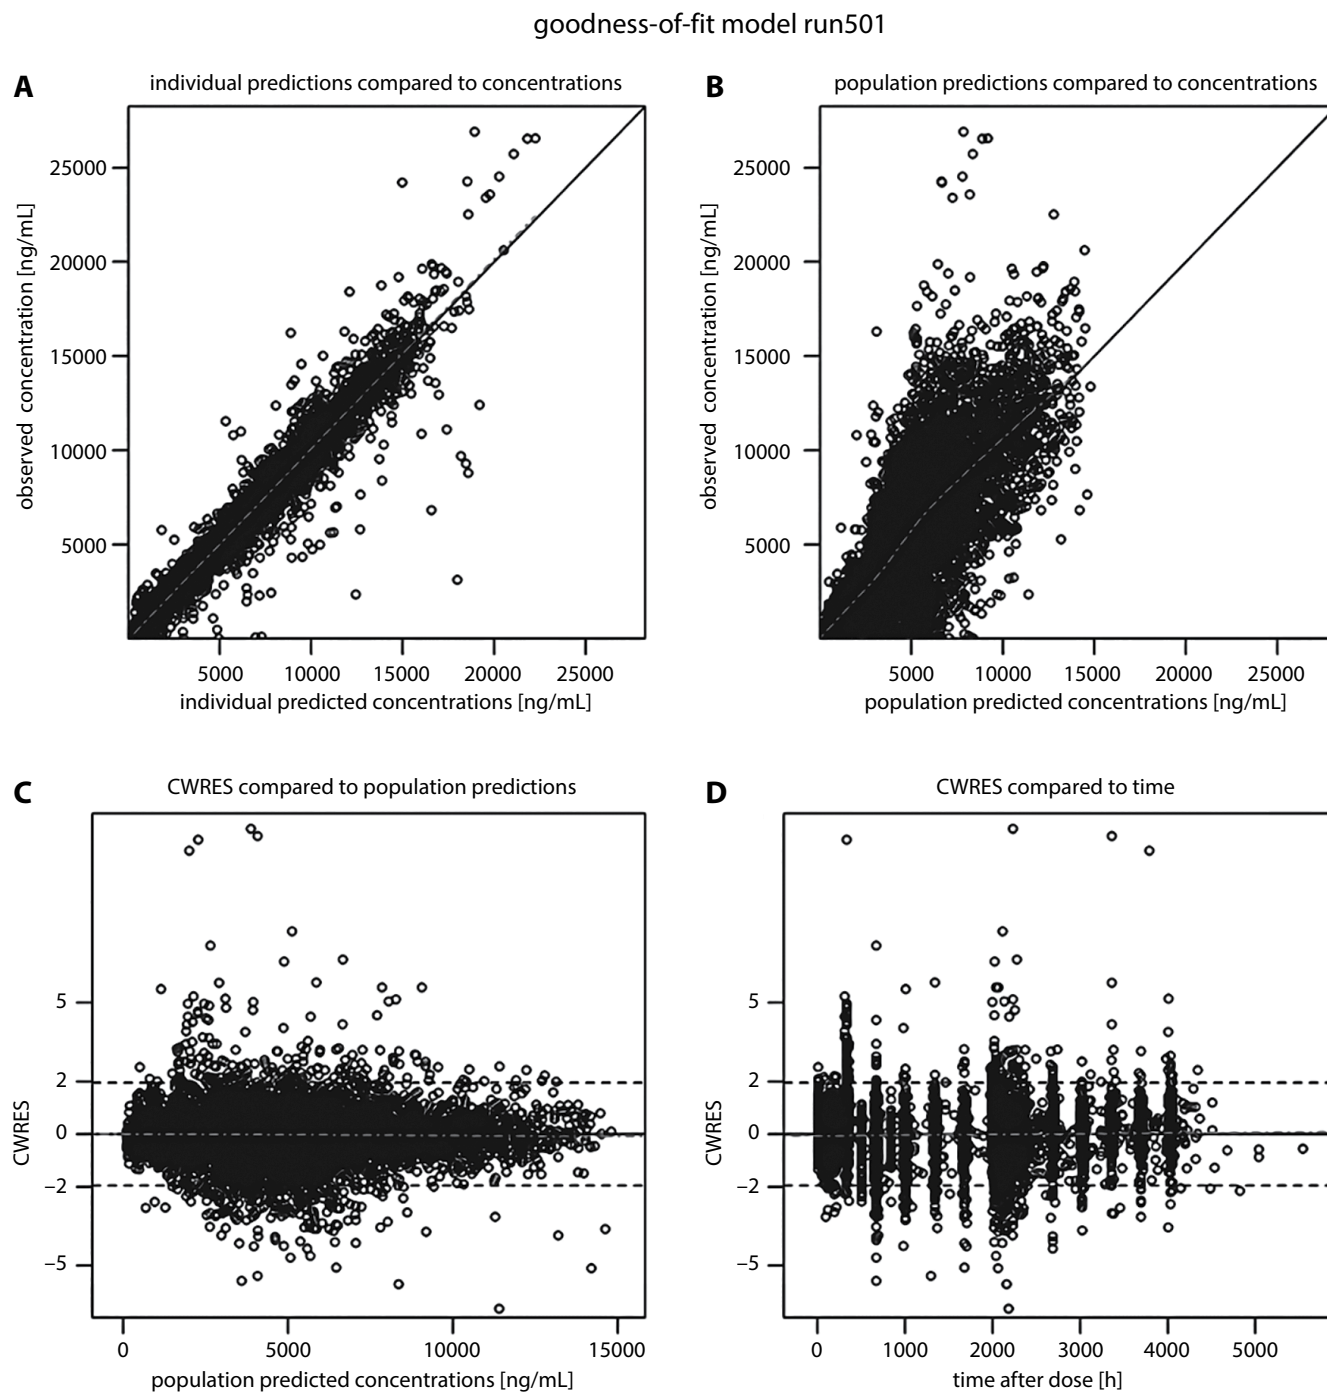 goodness-of-fit model run501
A
individual predictions compared to concentrations
observed concentration [ng/mL]
25000
20000
15000
10000
5000
5000 10000 15000 20000 25000
individual predicted concentrations [ng/mL]
B
population predictions compared to concentrations
observed concentration [ng/mL]
25000
20000
15000
10000
5000
5000 10000 15000 20000 25000
population predicted concentrations [ng/mL]
C
CWRES compared to population predictions
CWRES
5
2
0
−2
−5
0 5000 10000 15000
population predicted concentrations [ng/mL]
D
CWRES compared to time
CWRES
5
2
0
−2
−5
0 1000 2000 3000 4000 5000
time after dose [h]